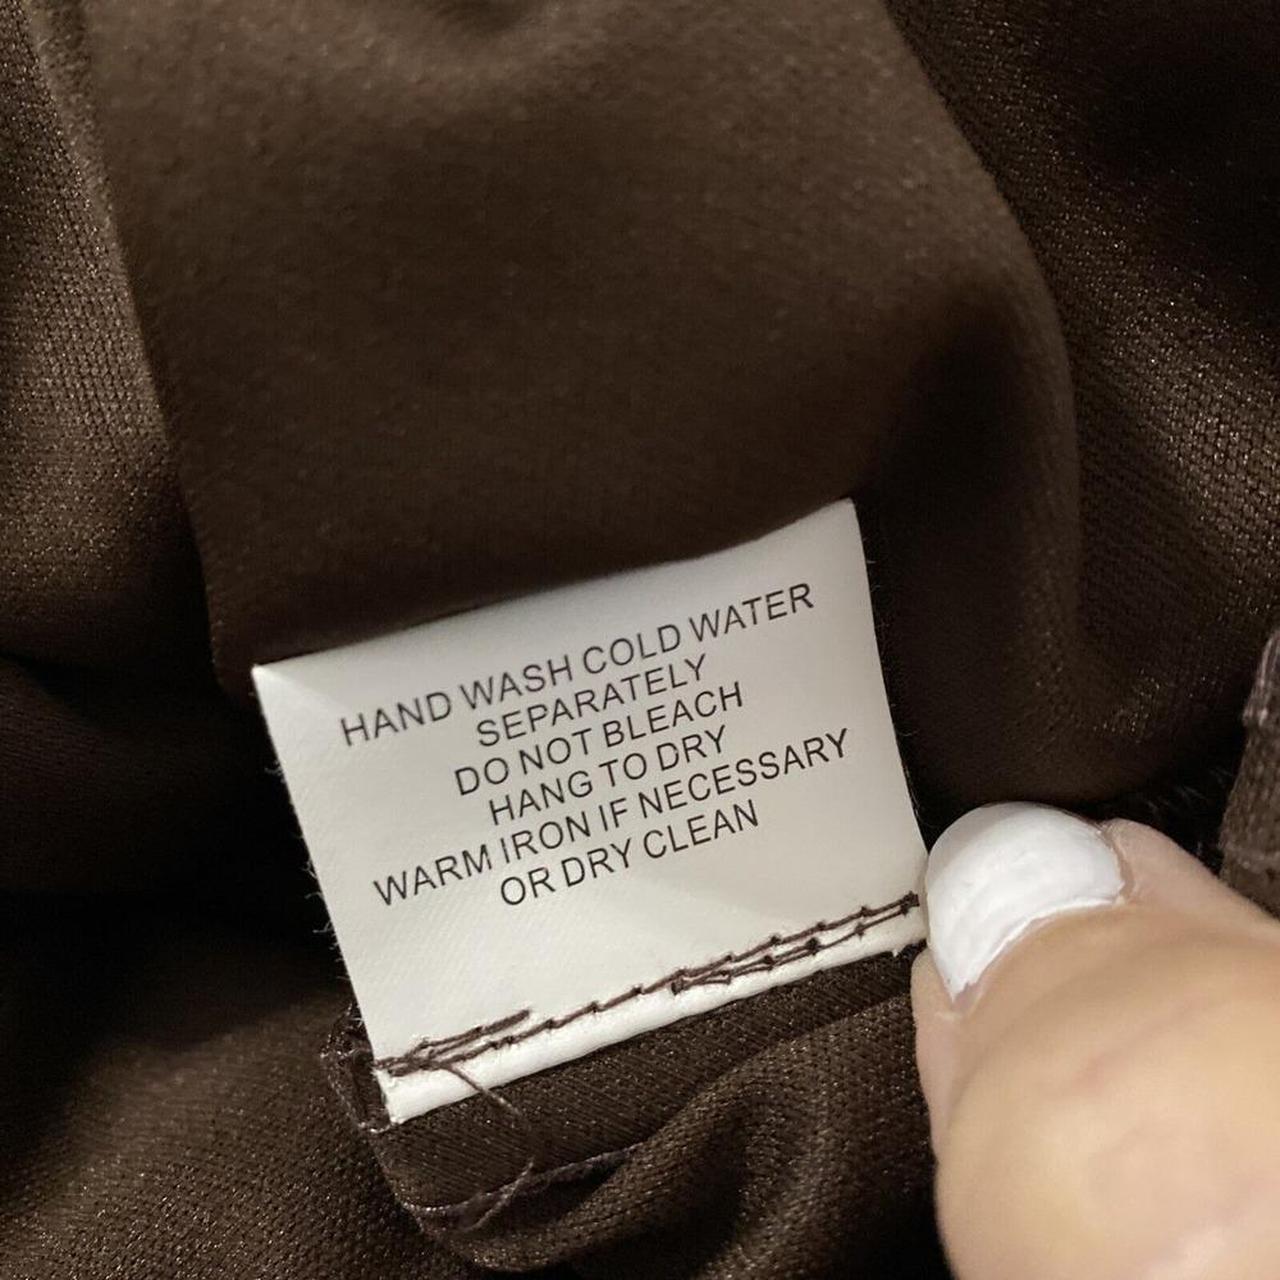 HAND WASH COLD WATER
SEPARATELY
DO NOT BLEACH
HANG TO DRY
WARM IRON IF NECESSARY
OR DRY CLEAN